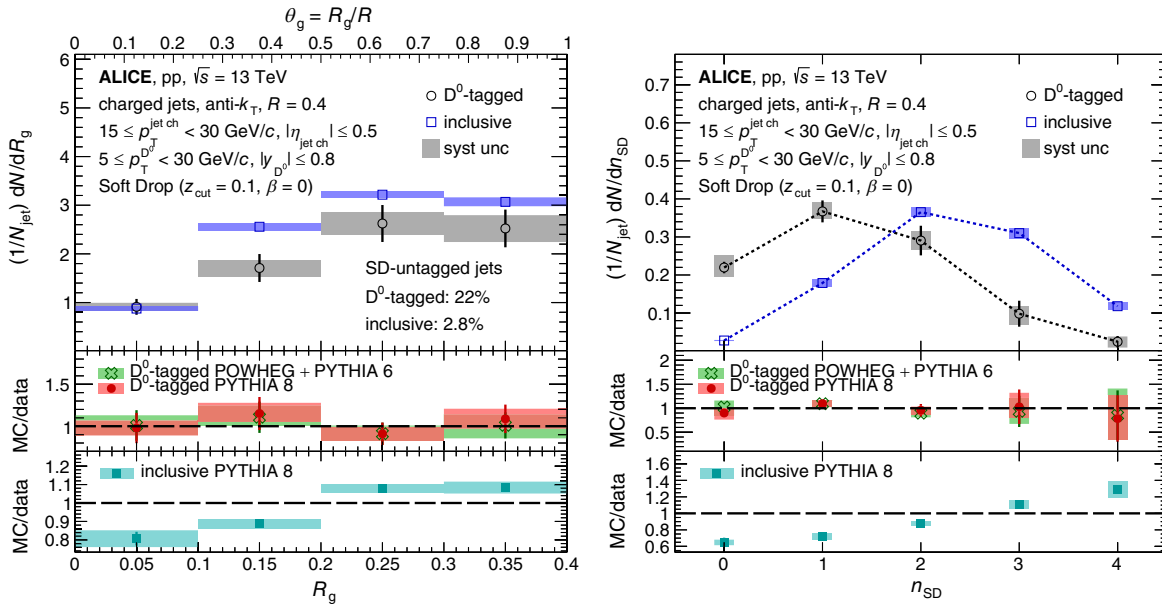 θg = Rg/R
0 0.1 0.2 0.3 0.4 0.5 0.6 0.7 0.8 0.9 1
6
5
4
3
2
1
(1/Njet) dN/dRg
ALICE, pp, √s = 13 TeV
charged jets, anti-kT, R = 0.4
15 ≤ pT^jet ch < 30 GeV/c, |ηjet ch| ≤ 0.5
5 ≤ pT^D0 < 30 GeV/c, |yD0| ≤ 0.8
Soft Drop (zcut = 0.1, β = 0)
D0-tagged
inclusive
syst unc
SD-untagged jets
D0-tagged: 22%
inclusive: 2.8%
1.5
1
MC/data
D0-tagged POWHEG + PYTHIA 6
D0-tagged PYTHIA 8
1.2
1.1
1
0.9
0.8
MC/data
inclusive PYTHIA 8
0 0.05 0.1 0.15 0.2 0.25 0.3 0.35 0.4
Rg
0.7
0.6
0.5
0.4
0.3
0.2
0.1
(1/Njet) dN/dnSD
ALICE, pp, √s = 13 TeV
charged jets, anti-kT, R = 0.4
15 ≤ pT^jet ch < 30 GeV/c, |ηjet ch| ≤ 0.5
5 ≤ pT^D0 < 30 GeV/c, |yD0| ≤ 0.8
Soft Drop (zcut = 0.1, β = 0)
D0-tagged
inclusive
syst unc
2
1.5
1
0.5
MC/data
D0-tagged POWHEG + PYTHIA 6
D0-tagged PYTHIA 8
1.6
1.4
1.2
1.0
0.8
0.6
MC/data
inclusive PYTHIA 8
0 1 2 3 4
nSD